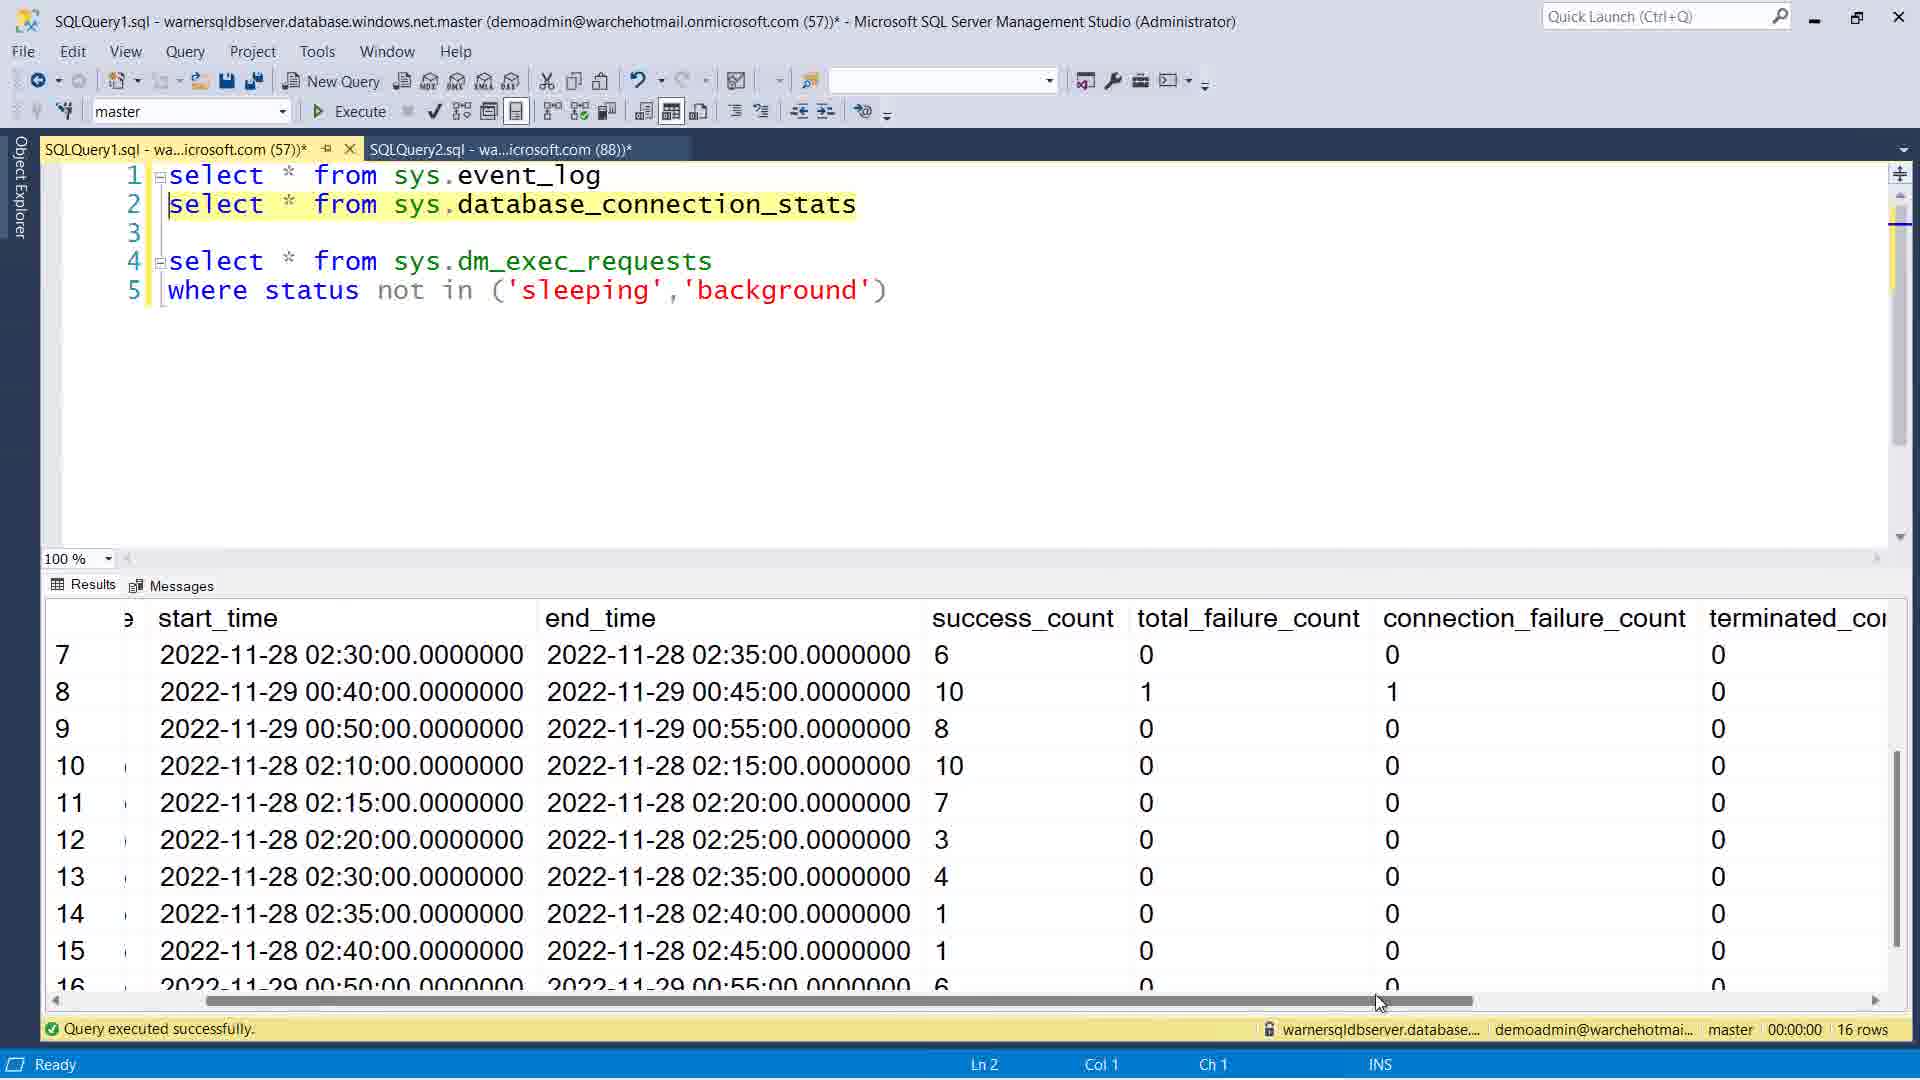 SQLQuery1.sql - warnersqldbserver.database.windows.net.master (demoadmin@warchehotmail.onmicrosoft.com (57))* - Microsoft SQL Server Management Studio (Administrator)
Quick Launch (Ctrl+Q)
File Edit View Query Project Tools Window Help
New Query
master
Execute
Object Explorer
SQLQuery1.sql - wa...icrosoft.com (57))*
SQLQuery2.sql - wa...icrosoft.com (88))*
1 select * from sys.event_log
2 select * from sys.database_connection_stats
3
4 select * from sys.dm_exec_requests
5 where status not in ('sleeping','background')
100 %
Results Messages
e start_time end_time success_count total_failure_count connection_failure_count terminated_co
7 2022-11-28 02:30:00.0000000 2022-11-28 02:35:00.0000000 6 0 0 0
8 2022-11-29 00:40:00.0000000 2022-11-29 00:45:00.0000000 10 1 1 0
9 2022-11-29 00:50:00.0000000 2022-11-29 00:55:00.0000000 8 0 0 0
10 2022-11-28 02:10:00.0000000 2022-11-28 02:15:00.0000000 10 0 0 0
11 2022-11-28 02:15:00.0000000 2022-11-28 02:20:00.0000000 7 0 0 0
12 2022-11-28 02:20:00.0000000 2022-11-28 02:25:00.0000000 3 0 0 0
13 2022-11-28 02:30:00.0000000 2022-11-28 02:35:00.0000000 4 0 0 0
14 2022-11-28 02:35:00.0000000 2022-11-28 02:40:00.0000000 1 0 0 0
15 2022-11-28 02:40:00.0000000 2022-11-28 02:45:00.0000000 1 0 0 0
16 2022-11-29 00:50:00.0000000 2022-11-29 00:55:00.0000000 6 0 0 0
Query executed successfully.
warnersqldbserver.database.... demoadmin@warchehotmai... master 00:00:00 16 rows
Ready Ln 2 Col 1 Ch 1 INS